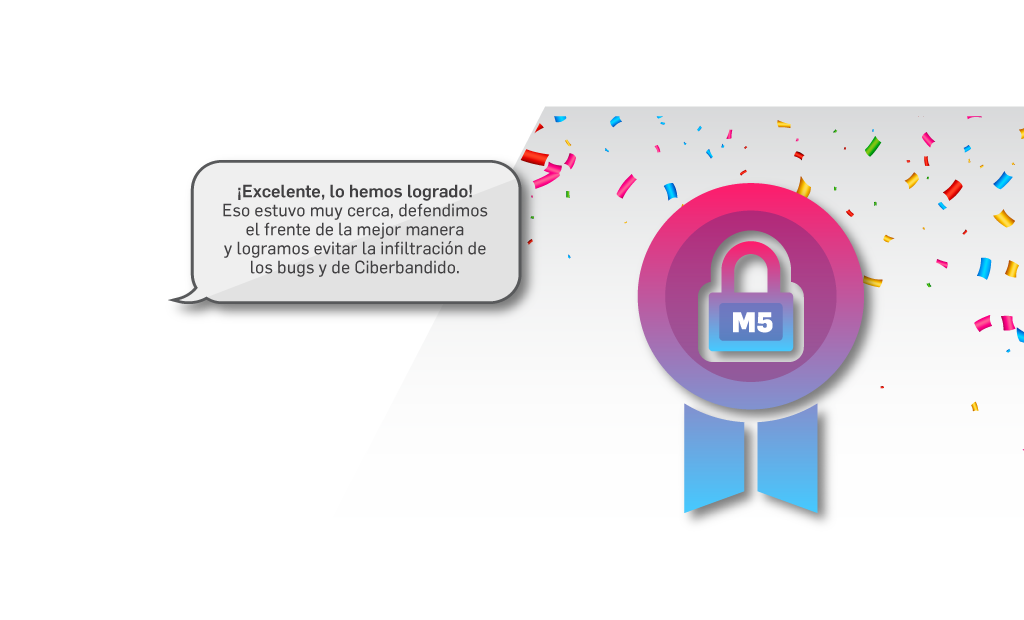 ¡Excelente, lo hemos logrado!
Eso estuvo muy cerca, defendimos
el frente de la mejor manera
y logramos evitar la infiltración de
los bugs y de Ciberbandido.
M5